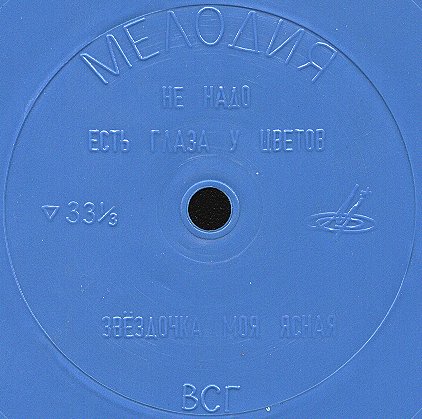 МЕЛОДИЯ
НЕ НАДО
ЕСТЬ ГЛАЗА У ЦВЕТОВ
▽ 33⅓
ЗВЁЗДОЧКА МОЯ ЯСНАЯ
ВСГ